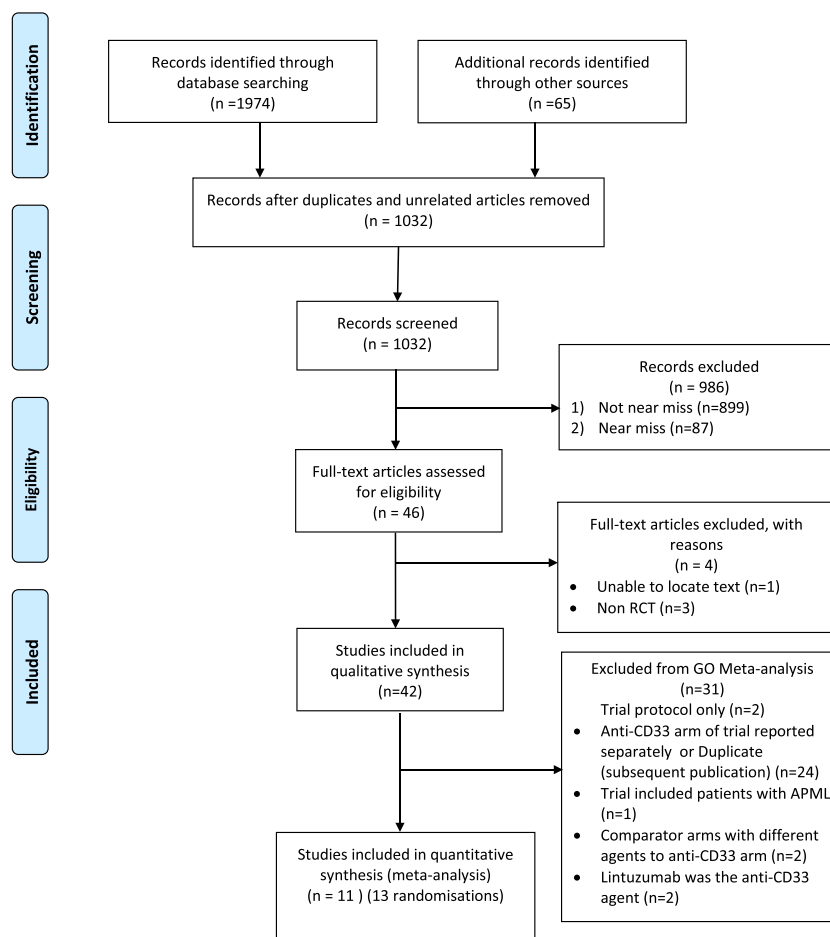 Identification
Records identified through
database searching
(n =1974)
Additional records identified
through other sources
(n =65)
Records after duplicates and unrelated articles removed
(n = 1032)
Screening
Records screened
(n = 1032)
Records excluded
(n = 986)
1) Not near miss (n=899)
2) Near miss (n=87)
Eligibility
Full-text articles assessed
for eligibility
(n = 46)
Full-text articles excluded, with
reasons
(n = 4)
• Unable to locate text (n=1)
• Non RCT (n=3)
Included
Studies included in
qualitative synthesis
(n=42)
Excluded from GO Meta-analysis
(n=31)
Trial protocol only (n=2)
• Anti-CD33 arm of trial reported
separately or Duplicate
(subsequent publication) (n=24)
• Trial included patients with APML
(n=1)
• Comparator arms with different
agents to anti-CD33 arm (n=2)
• Lintuzumab was the anti-CD33
agent (n=2)
Studies included in quantitative
synthesis (meta-analysis)
(n = 11 ) (13 randomisations)